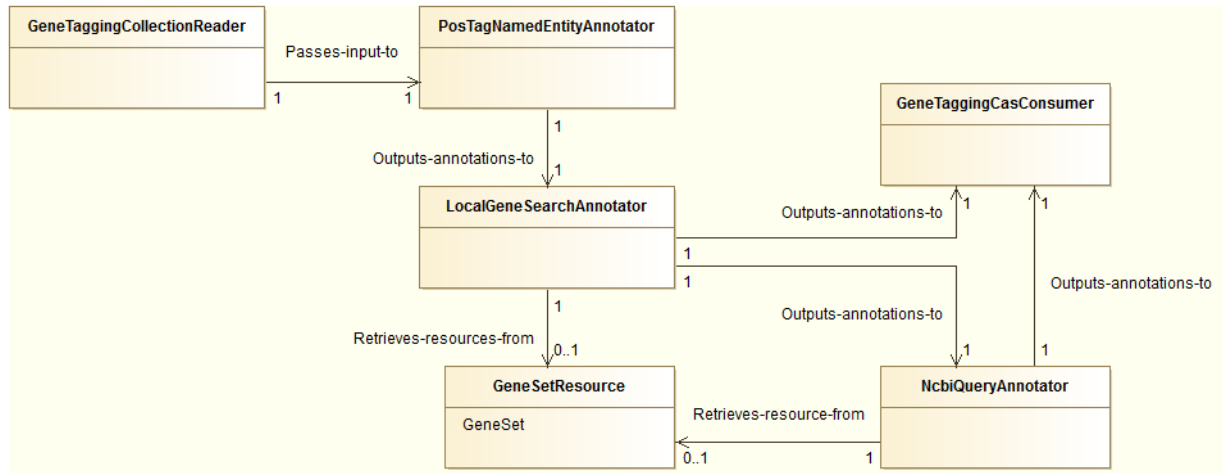 GeneTaggingCollectionReader
PosTagNamedEntityAnnotator
Passes-input-to
1
1
GeneTaggingCasConsumer
1
Outputs-annotations-to
1
LocalGeneSearchAnnotator
1
1
Outputs-annotations-to
1
1
Outputs-annotations-to
1
Outputs-annotations-to
Retrieves-resources-from
0..1
1
1
GeneSetResource
GeneSet
NcbiQueryAnnotator
Retrieves-resource-from
0..1
1